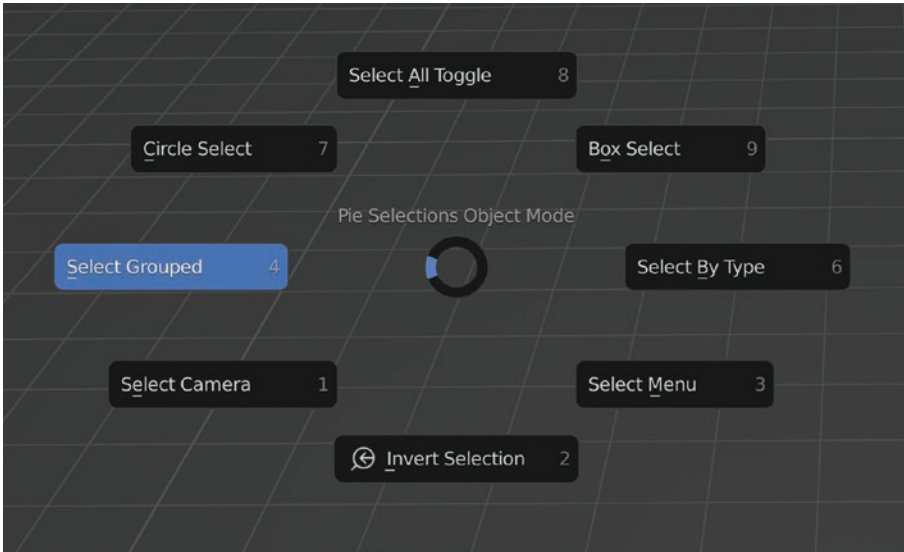 Select All Toggle 8
Circle Select 7
Box Select 9
Pie Selections Object Mode
Select Grouped 4
Select By Type 6
Select Camera 1
Select Menu 3
Invert Selection 2